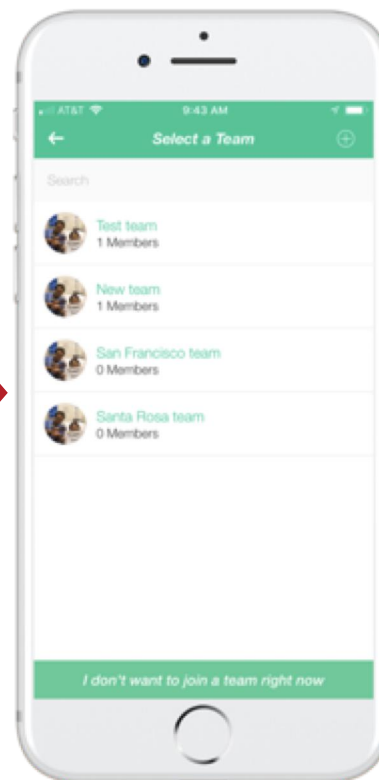 AT&T 9:43 AM
Select a Team
Search
Test team
1 Members
New team
1 Members
San Francisco team
0 Members
Santa Rosa team
0 Members
I don't want to join a team right now